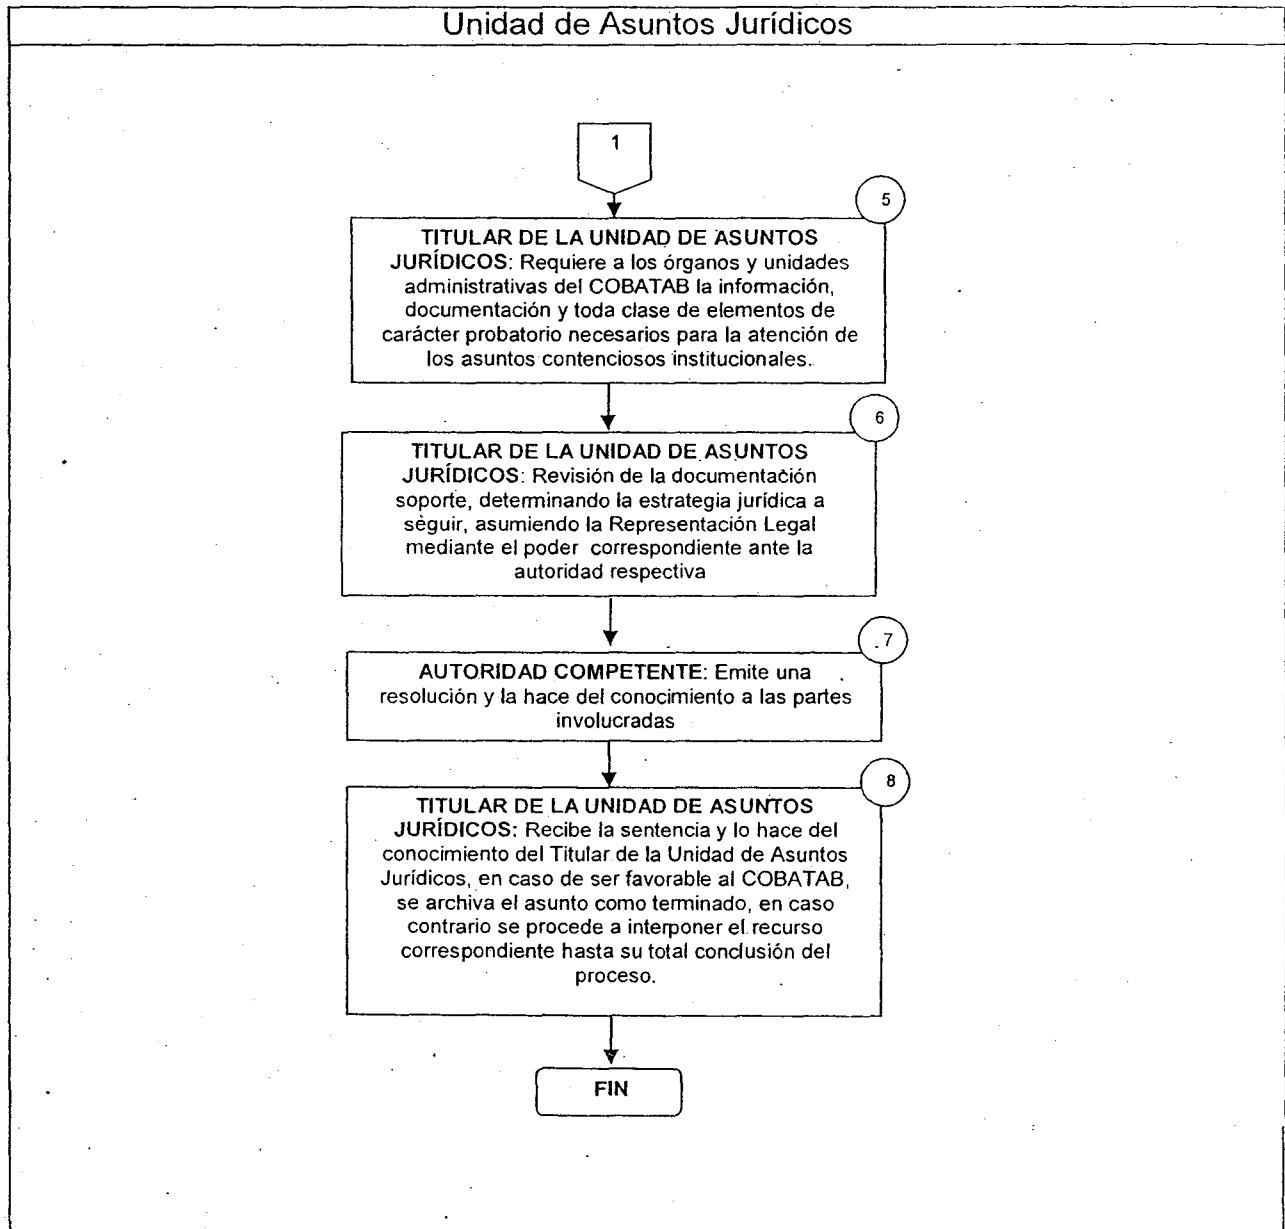 Unidad de Asuntos Jurídicos
1
5
TITULAR DE LA UNIDAD DE ASUNTOS
JURÍDICOS: Requiere a los órganos y unidades
administrativas del COBATAB la información,
documentación y toda clase de elementos de
carácter probatorio necesarios para la atención de
los asuntos contenciosos institucionales.
6
TITULAR DE LA UNIDAD DE ASUNTOS
JURÍDICOS: Revisión de la documentación
soporte, determinando la estrategia jurídica a
seguir, asumiendo la Representación Legal
mediante el poder correspondiente ante la
autoridad respectiva
7
AUTORIDAD COMPETENTE: Emite una
resolución y la hace del conocimiento a las partes
involucradas
8
TITULAR DE LA UNIDAD DE ASUNTOS
JURÍDICOS: Recibe la sentencia y lo hace del
conocimiento del Titular de la Unidad de Asuntos
Jurídicos, en caso de ser favorable al COBATAB,
se archiva el asunto como terminado, en caso
contrario se procede a interponer el recurso
correspondiente hasta su total conclusión del
proceso.
FIN